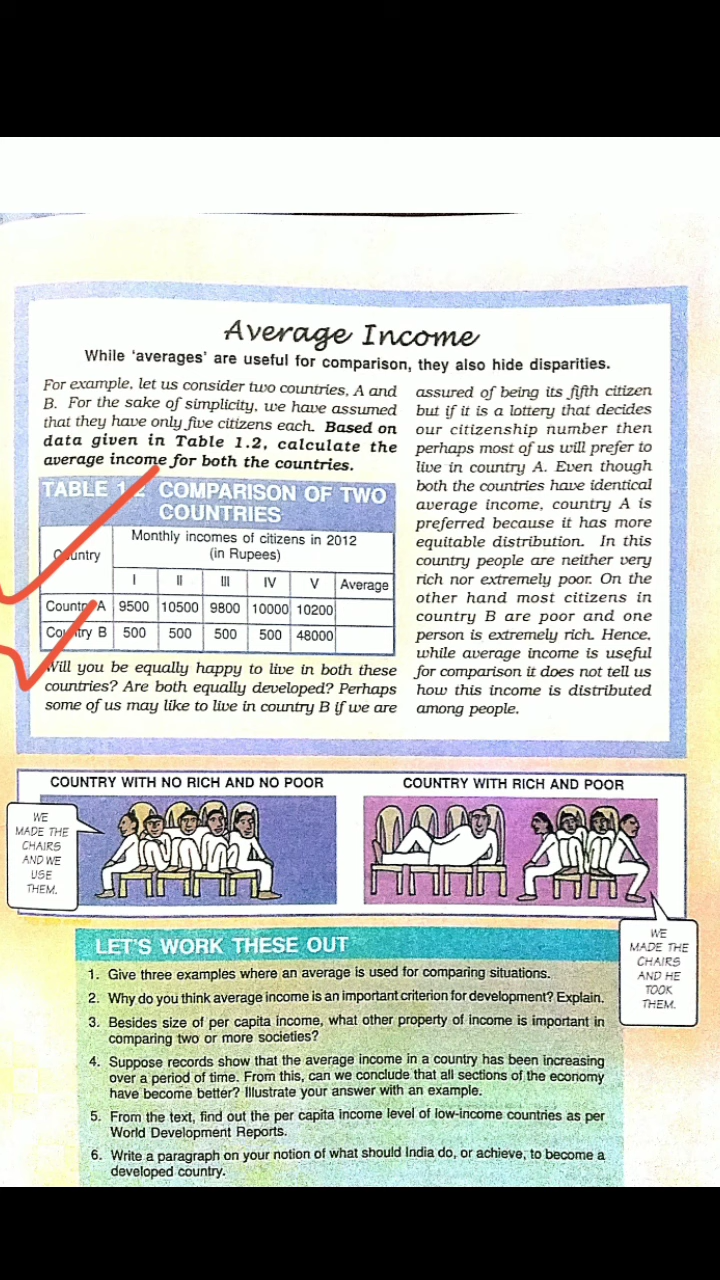 Average Income
While 'averages' are useful for comparison, they also hide disparities.
For example, let us consider two countries, A and
B. For the sake of simplicity, we have assumed
that they have only five citizens each. Based on
data given in Table 1.2, calculate the
average income for both the countries.
TABLE 1.2 COMPARISON OF TWO
COUNTRIES
Country
Monthly incomes of citizens in 2012
(in Rupees)
I II III IV V Average
Country A 9500 10500 9800 10000 10200
Country B 500 500 500 500 48000
Will you be equally happy to live in both these
countries? Are both equally developed? Perhaps
some of us may like to live in country B if we are
assured of being its fifth citizen
but if it is a lottery that decides
our citizenship number then
perhaps most of us will prefer to
live in country A. Even though
both the countries have identical
average income, country A is
preferred because it has more
equitable distribution. In this
country people are neither very
rich nor extremely poor. On the
other hand most citizens in
country B are poor and one
person is extremely rich. Hence,
while average income is useful
for comparison it does not tell us
how this income is distributed
among people.
COUNTRY WITH NO RICH AND NO POOR
WE
MADE THE
CHAIRS
AND WE
USE
THEM.
COUNTRY WITH RICH AND POOR
WE
MADE THE
CHAIRS
AND HE
TOOK
THEM.
LET'S WORK THESE OUT
1. Give three examples where an average is used for comparing situations.
2. Why do you think average income is an important criterion for development? Explain.
3. Besides size of per capita income, what other property of income is important in
comparing two or more societies?
4. Suppose records show that the average income in a country has been increasing
over a period of time. From this, can we conclude that all sections of the economy
have become better? Illustrate your answer with an example.
5. From the text, find out the per capita income level of low-income countries as per
World Development Reports.
6. Write a paragraph on your notion of what should India do, or achieve, to become a
developed country.